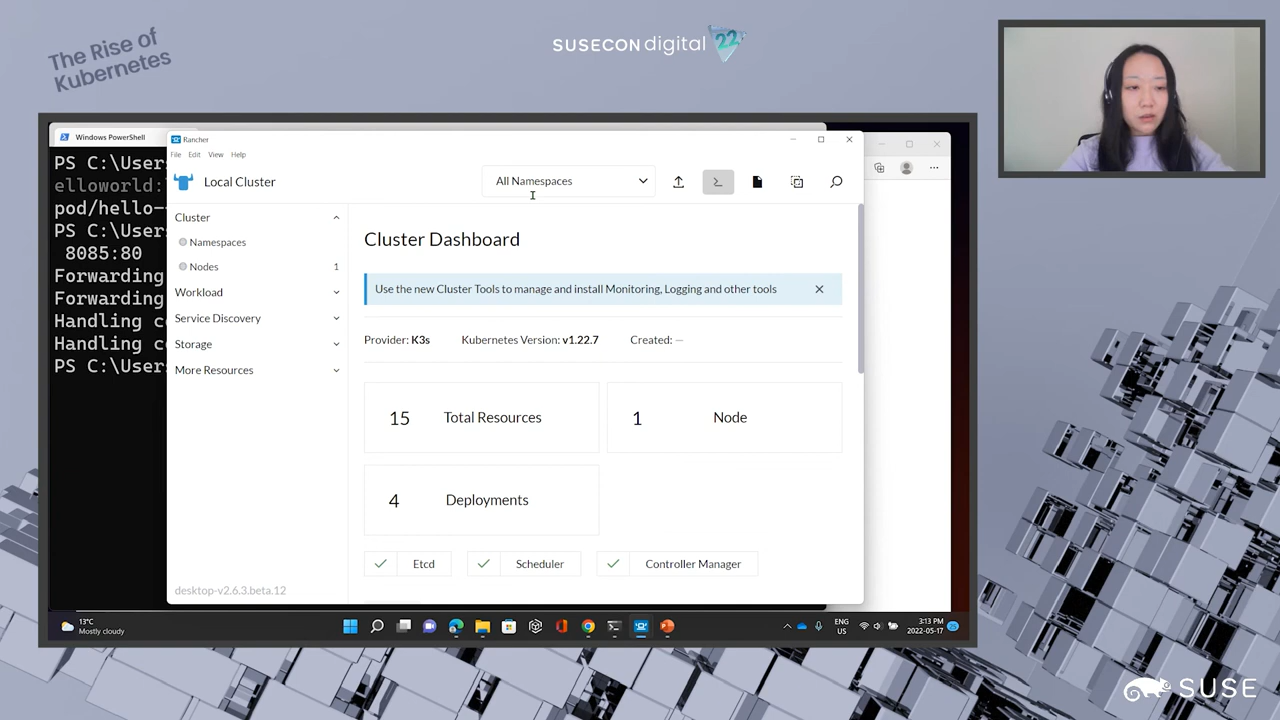 The Rise of
Kubernetes
SUSECON digital 22
Windows PowerShell
PS C:\Users
elloworld:
pod/hello-
PS C:\Users
8085:80
Forwarding
Forwarding
Handling co
Handling co
PS C:\Users
Rancher
File Edit View Help
Local Cluster
All Namespaces
Cluster
Namespaces
Nodes 1
Workload
Service Discovery
Storage
More Resources
desktop-v2.6.3.beta.12
Cluster Dashboard
Use the new Cluster Tools to manage and install Monitoring, Logging and other tools
Provider: K3s Kubernetes Version: v1.22.7 Created: —
15 Total Resources
1 Node
4 Deployments
Etcd Scheduler Controller Manager
13°C
Mostly cloudy
ENG
US
3:13 PM
2022-05-17
SUSE